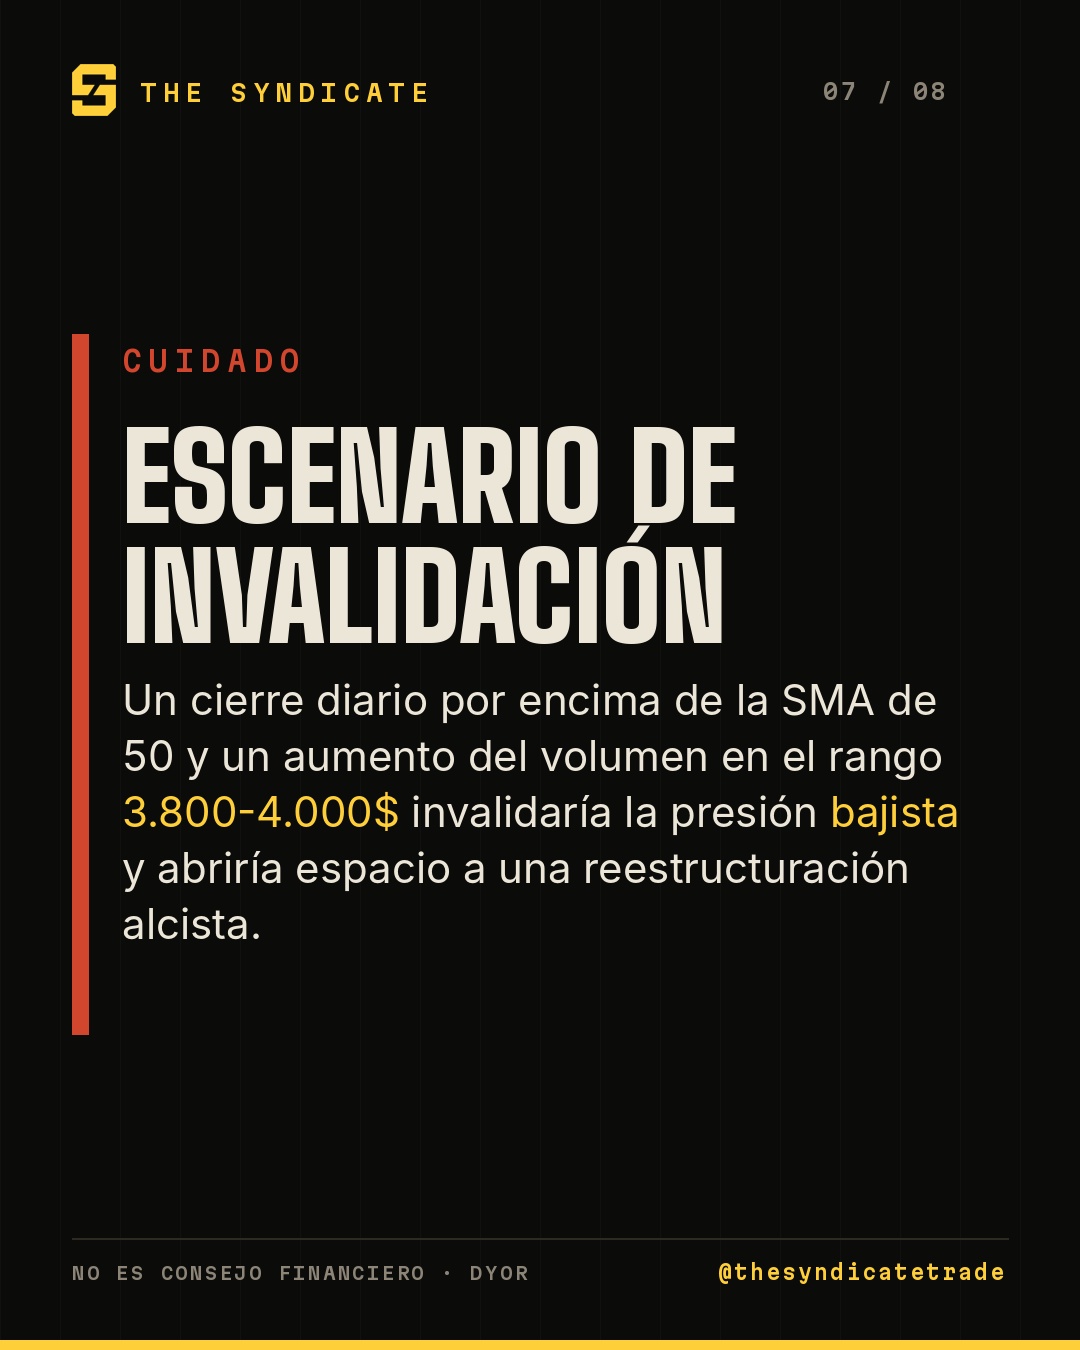 THE SYNDICATE
07 / 08
CUIDADO
ESCENARIO DE
INVALIDACIÓN
Un cierre diario por encima de la SMA de
50 y un aumento del volumen en el rango
3.800-4.000$ invalidaría la presión bajista
y abriría espacio a una reestructuración
alcista.
NO ES CONSEJO FINANCIERO · DYOR
@thesyndicatetrade